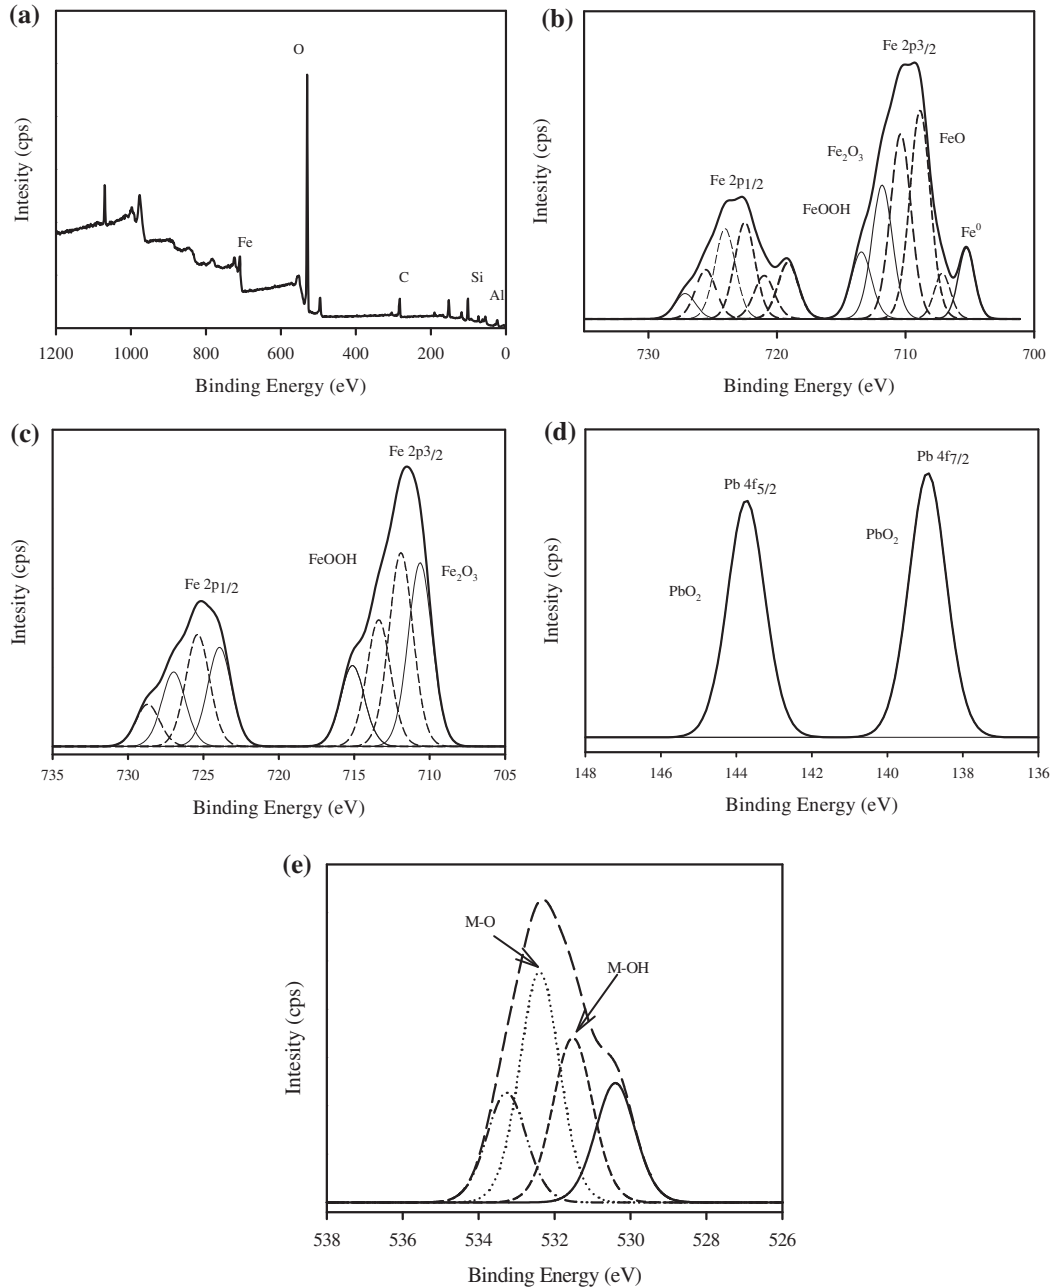 (a)
O
Fe
C
Si
Al
Intesity (cps)
1200 1000 800 600 400 200 0
Binding Energy (eV)
(b)
Fe 2p3/2
FeO
Fe2O3
Fe 2p1/2
FeOOH
Fe0
Intesity (cps)
730 720 710 700
Binding Energy (eV)
(c)
Fe 2p3/2
FeOOH
Fe2O3
Fe 2p1/2
Intesity (cps)
735 730 725 720 715 710 705
Binding Energy (eV)
(d)
Pb 4f7/2
Pb 4f5/2
PbO2
PbO2
Intesity (cps)
148 146 144 142 140 138 136
Binding Energy (eV)
(e)
M-O
M-OH
Intesity (cps)
538 536 534 532 530 528 526
Binding Energy (eV)